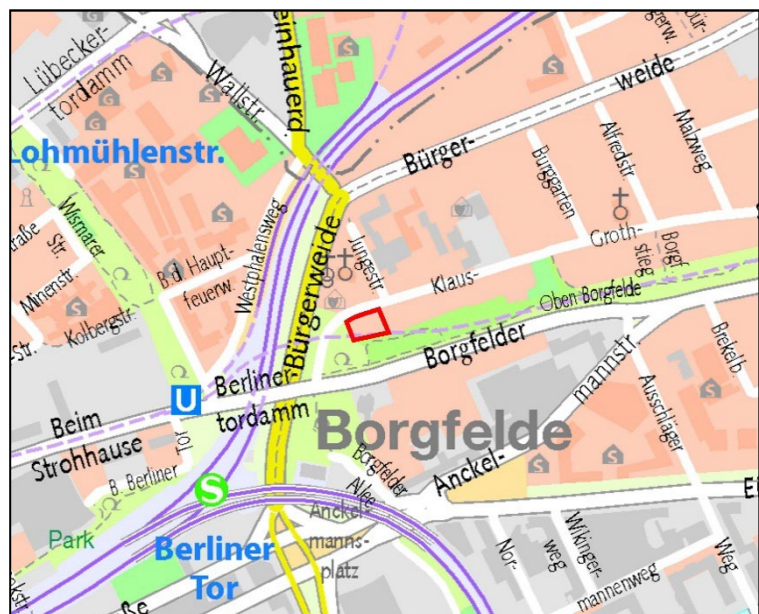 Lübecker-
tordamm
Wallstr.
einhauerd.
weide
Bürger-
Lohmühlenstr.
Burggarten
Alfredstr.
Malzweg
Wismarer
Str.
Minenstr.
Kolbergstr.
B. d. Haupt-
feuerw.
Westphalensweg
Bürgerweide
Jungestr.
Klaus-
Groth-
stieg
Borgf.
Oben Borgfelde
Borgfelder
U
Berliner-
tordamm
Beim
Strohhause
Tor
B. Berliner
S
Park
Berliner
Tor
Borgfelde
Borgfelder
Allee
Anckel-
mannstr.
Ausschläger
Weg
Brekelb
Anckel-
manns-
platz
Nor-
weg
Wikinger-
mannenweg